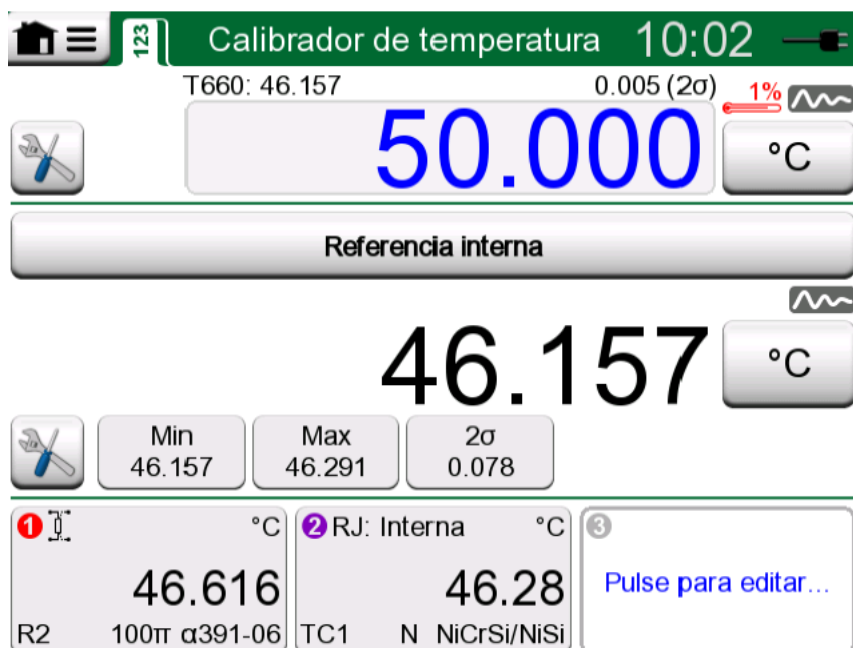 123 Calibrador de temperatura 10:02
T660: 46.157 0.005 (2σ) 1%
50.000 °C
Referencia interna
46.157 °C
Min Max 2σ
46.157 46.291 0.078
1 °C 2 RJ: Interna °C 3
46.616 46.28 Pulse para editar...
R2 100π α391-06 TC1 N NiCrSi/NiSi